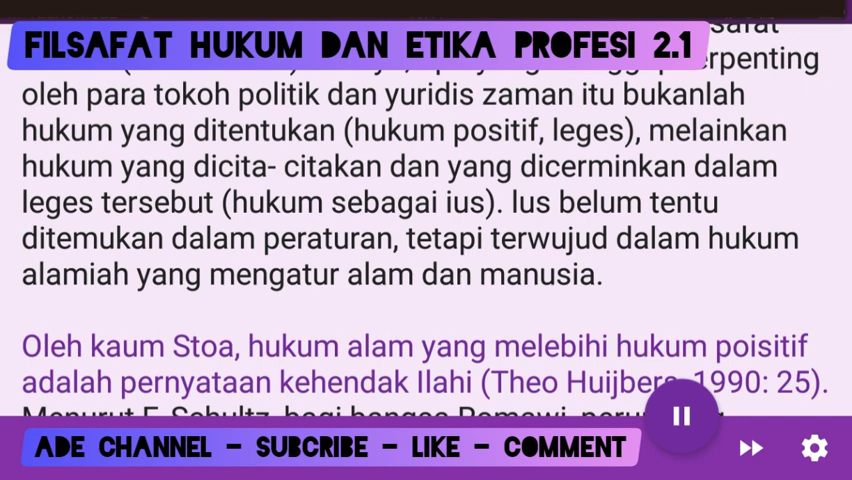 FILSAFAT HUKUM DAN ETIKA PROFESI 2.1
oleh para tokoh politik dan yuridis zaman itu bukanlah
hukum yang ditentukan (hukum positif, leges), melainkan
hukum yang dicita- citakan dan yang dicerminkan dalam
leges tersebut (hukum sebagai ius). lus belum tentu
ditemukan dalam peraturan, tetapi terwujud dalam hukum
alamiah yang mengatur alam dan manusia.
Oleh kaum Stoa, hukum alam yang melebihi hukum poisitif
adalah pernyataan kehendak Ilahi (Theo Huijbers, 1990: 25).
ADE CHANNEL - SUBCRIBE - LIKE - COMMENT